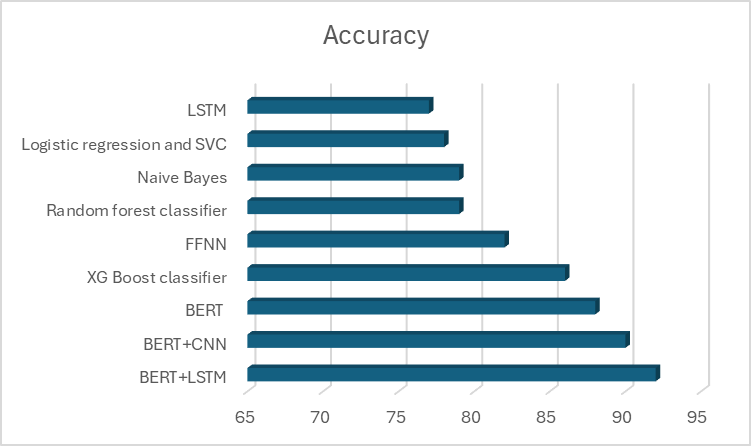 Accuracy
LSTM
Logistic regression and SVC
Naive Bayes
Random forest classifier
FFNN
XG Boost classifier
BERT
BERT+CNN
BERT+LSTM
65 70 75 80 85 90 95